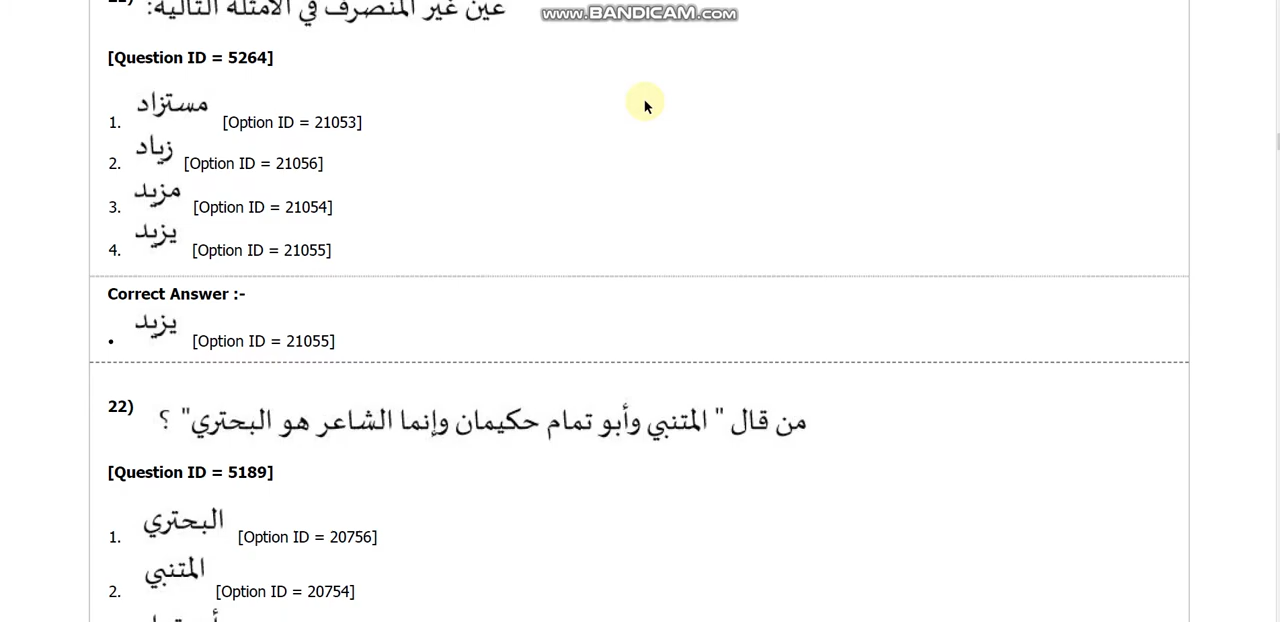 عين غير المنصرف في الأمثلة التالية:
www.BANDICAM.com
[Question ID = 5264]
1. مستزاد [Option ID = 21053]
2. زياد [Option ID = 21056]
3. مزيد [Option ID = 21054]
4. يزيد [Option ID = 21055]
Correct Answer :-
• يزيد [Option ID = 21055]
22) من قال " المتنبي وأبو تمام حكيمان وإنما الشاعر هو البحتري" ؟
[Question ID = 5189]
1. البحتري [Option ID = 20756]
2. المتنبي [Option ID = 20754]